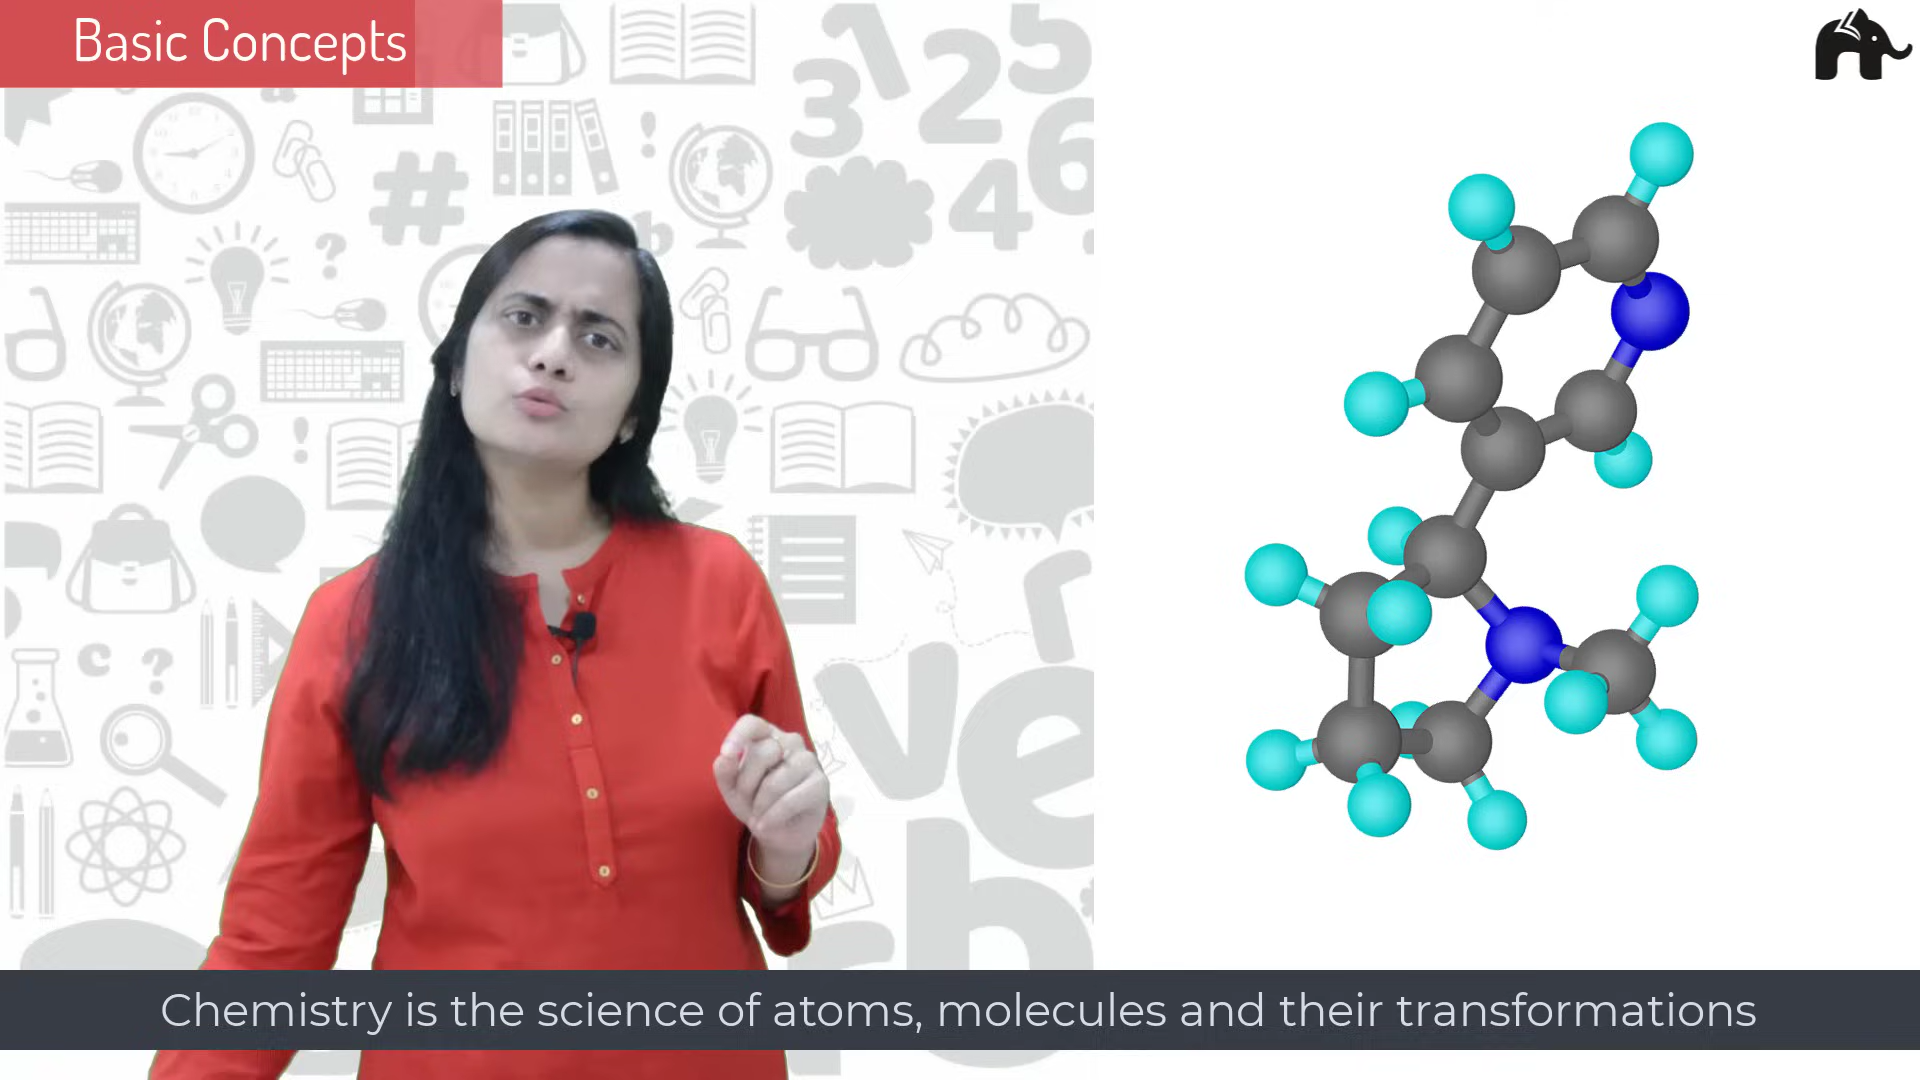 Basic Concepts
Chemistry is the science of atoms, molecules and their transformations